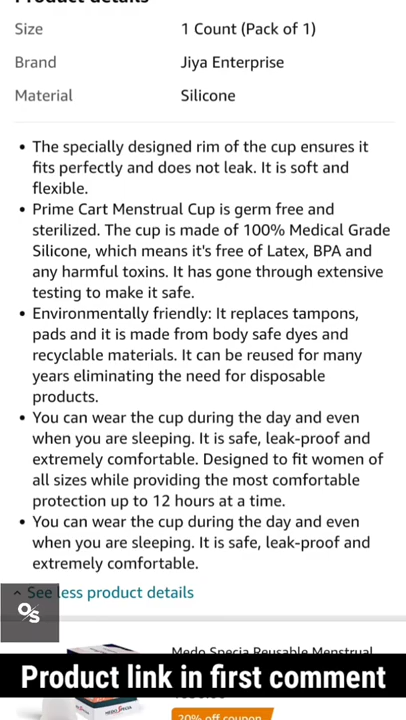 Product details
Size 1 Count (Pack of 1)
Brand Jiya Enterprise
Material Silicone
• The specially designed rim of the cup ensures it
fits perfectly and does not leak. It is soft and
flexible.
• Prime Cart Menstrual Cup is germ free and
sterilized. The cup is made of 100% Medical Grade
Silicone, which means it's free of Latex, BPA and
any harmful toxins. It has gone through extensive
testing to make it safe.
• Environmentally friendly: It replaces tampons,
pads and it is made from body safe dyes and
recyclable materials. It can be reused for many
years eliminating the need for disposable
products.
• You can wear the cup during the day and even
when you are sleeping. It is safe, leak-proof and
extremely comfortable. Designed to fit women of
all sizes while providing the most comfortable
protection up to 12 hours at a time.
• You can wear the cup during the day and even
when you are sleeping. It is safe, leak-proof and
extremely comfortable.
See less product details
Medo Specia Reusable Menstrual
Product link in first comment
20% off coupon